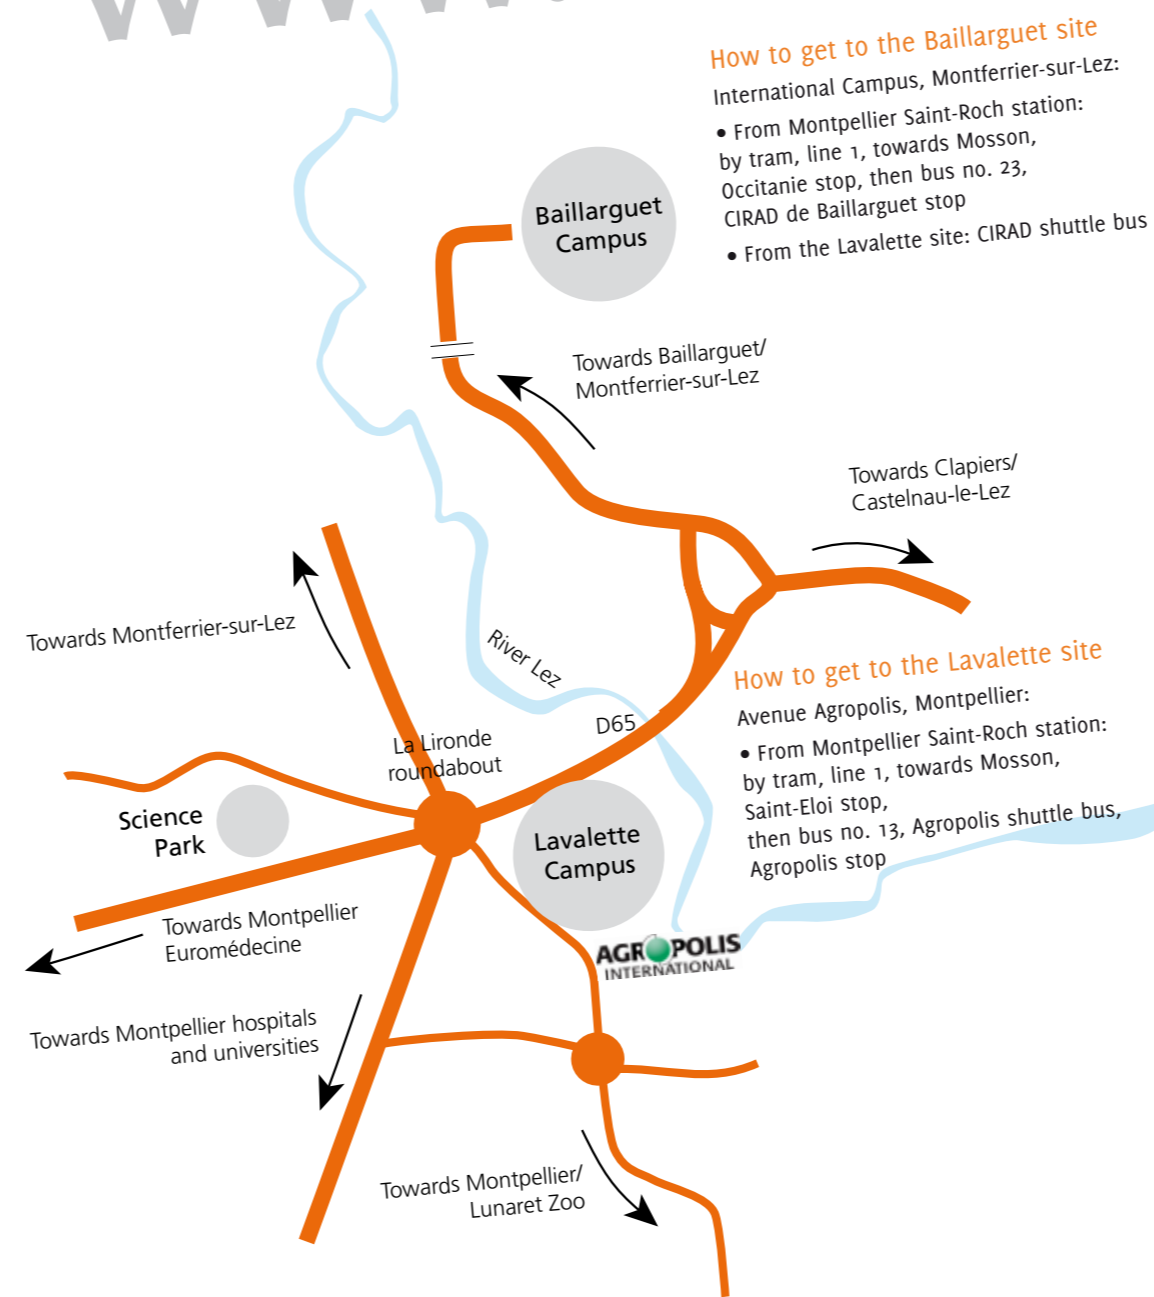 www.
How to get to the Baillarguet site
International Campus, Montferrier-sur-Lez:
• From Montpellier Saint-Roch station:
by tram, line 1, towards Mosson,
Occitanie stop, then bus no. 23,
CIRAD de Baillarguet stop
• From the Lavalette site: CIRAD shuttle bus
Baillarguet
Campus
Towards Baillarguet/
Montferrier-sur-Lez
Towards Clapiers/
Castelnau-le-Lez
Towards Montferrier-sur-Lez
River Lez
How to get to the Lavalette site
Avenue Agropolis, Montpellier:
• From Montpellier Saint-Roch station:
by tram, line 1, towards Mosson,
Saint-Eloi stop,
then bus no. 13, Agropolis shuttle bus,
Agropolis stop
D65
La Lironde
roundabout
Science
Park
Lavalette
Campus
Towards Montpellier
Euromédecine
AGROPOLIS
INTERNATIONAL
Towards Montpellier hospitals
and universities
Towards Montpellier/
Lunaret Zoo